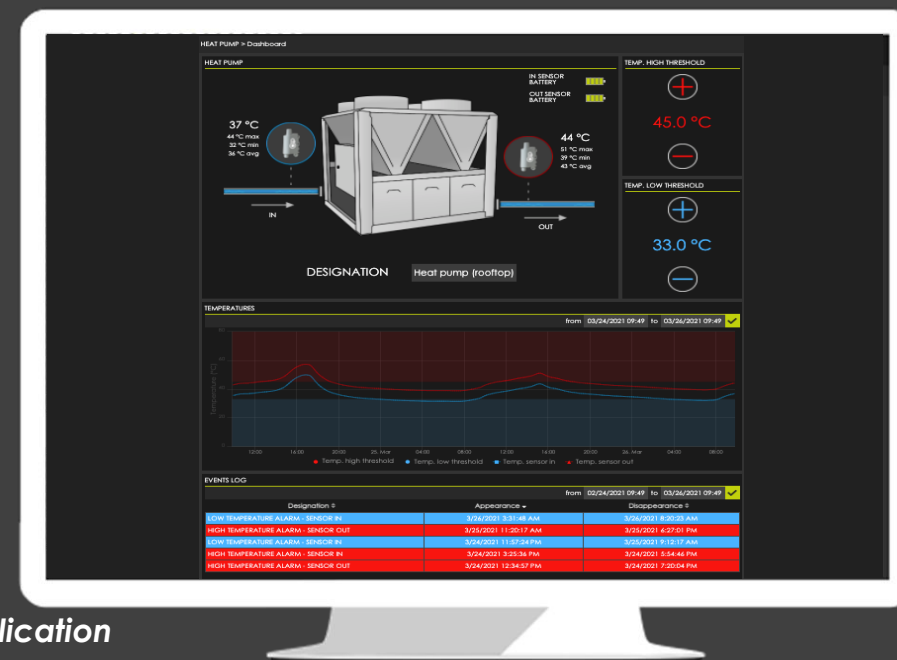 HEAT PUMP > Dashboard
HEAT PUMP
IN SENSOR
BATTERY
OUT SENSOR
BATTERY
37 °C
44 °C max
32 °C min
36 °C avg
44 °C
51 °C max
39 °C min
43 °C avg
IN
OUT
DESIGNATION Heat pump (rooftop)
TEMP. HIGH THRESHOLD
45.0 °C
TEMP. LOW THRESHOLD
33.0 °C
TEMPERATURES
from 03/24/2021 09:49 to 03/26/2021 09:49
Temperature (°C)
80
60
40
20
0
12:00 16:00 20:00 25. Mar 04:00 08:00 12:00 16:00 20:00 26. Mar 04:00 08:00
Temp. high threshold Temp. low threshold Temp. sensor in Temp. sensor out
EVENTS LOG
from 02/24/2021 09:49 to 03/26/2021 09:49
Designation Appearance Disappearance
LOW TEMPERATURE ALARM - SENSOR IN 3/26/2021 3:31:48 AM 3/26/2021 8:20:23 AM
HIGH TEMPERATURE ALARM - SENSOR OUT 3/25/2021 11:20:17 AM 3/25/2021 6:27:01 PM
LOW TEMPERATURE ALARM - SENSOR IN 3/24/2021 11:57:24 PM 3/25/2021 9:12:17 AM
HIGH TEMPERATURE ALARM - SENSOR IN 3/24/2021 3:25:36 PM 3/24/2021 5:54:46 PM
HIGH TEMPERATURE ALARM - SENSOR OUT 3/24/2021 12:34:57 PM 3/24/2021 7:20:04 PM
lication